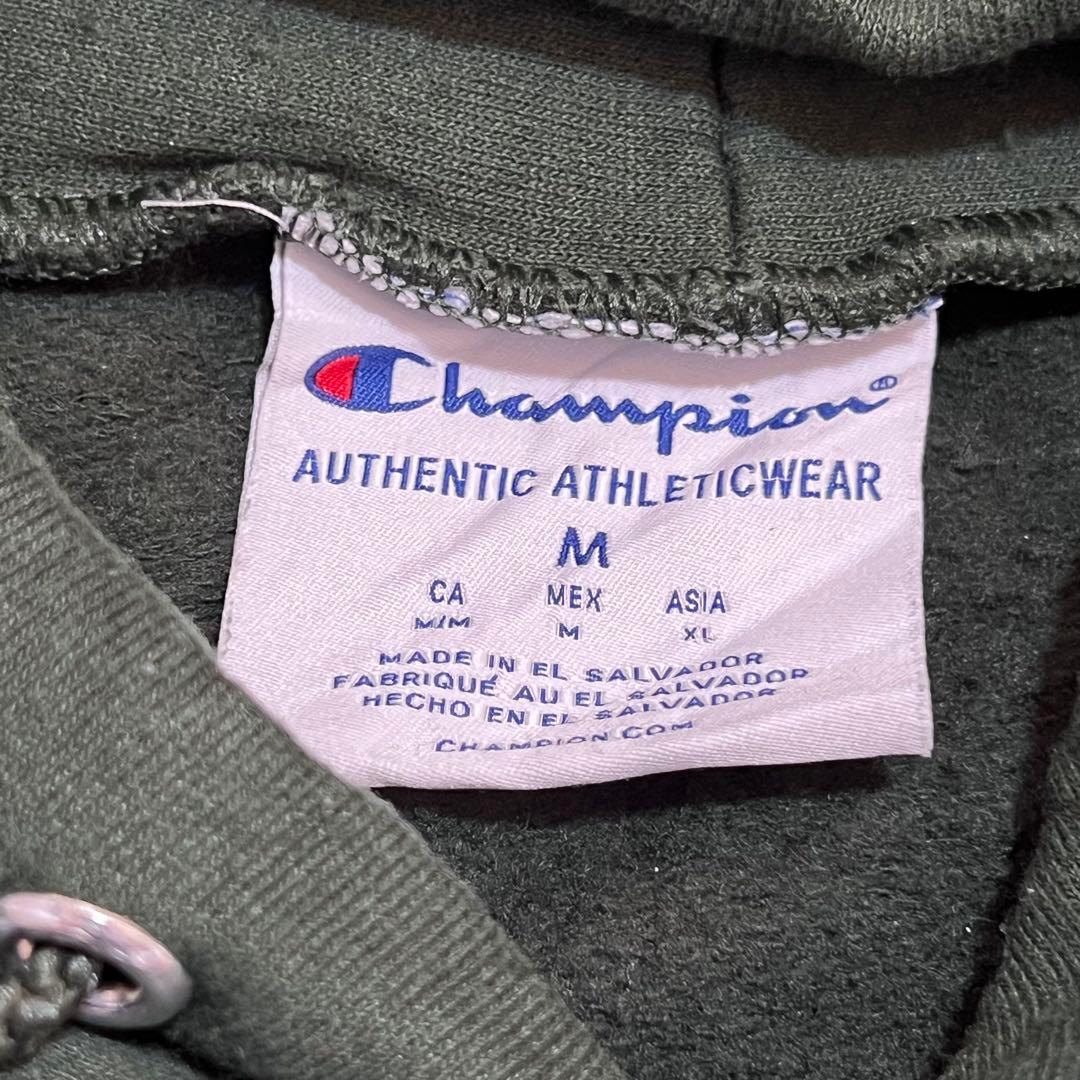 Champion®
AUTHENTIC ATHLETICWEAR
M
CA MEX ASIA
M/M M XL
MADE IN EL SALVADOR
FABRIQUÉ AU EL SALVADOR
HECHO EN EL SALVADOR
CHAMPION.COM